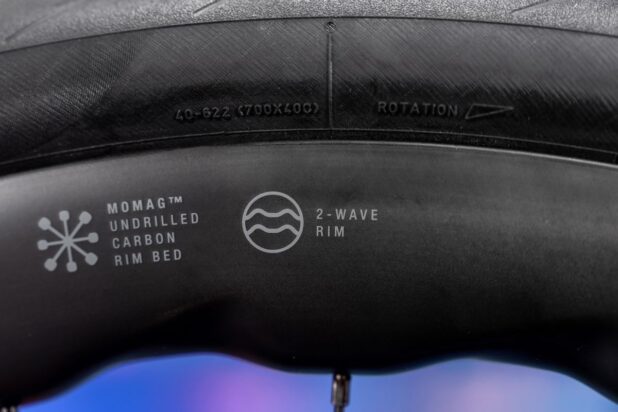 40-622 (700X40C)
ROTATION
MOMAG™
UNDRILLED
CARBON
RIM BED
2-WAVE
RIM